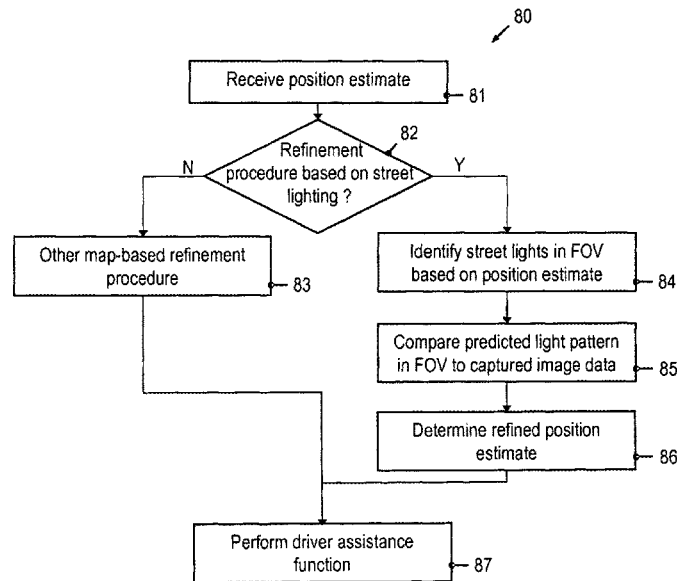 80
Receive position estimate
81
82
Refinement
procedure based on street
lighting ?
N
Y
Other map-based refinement
procedure
83
Identify street lights in FOV
based on position estimate
84
Compare predicted light pattern
in FOV to captured image data
85
Determine refined position
estimate
86
Perform driver assistance
function
87